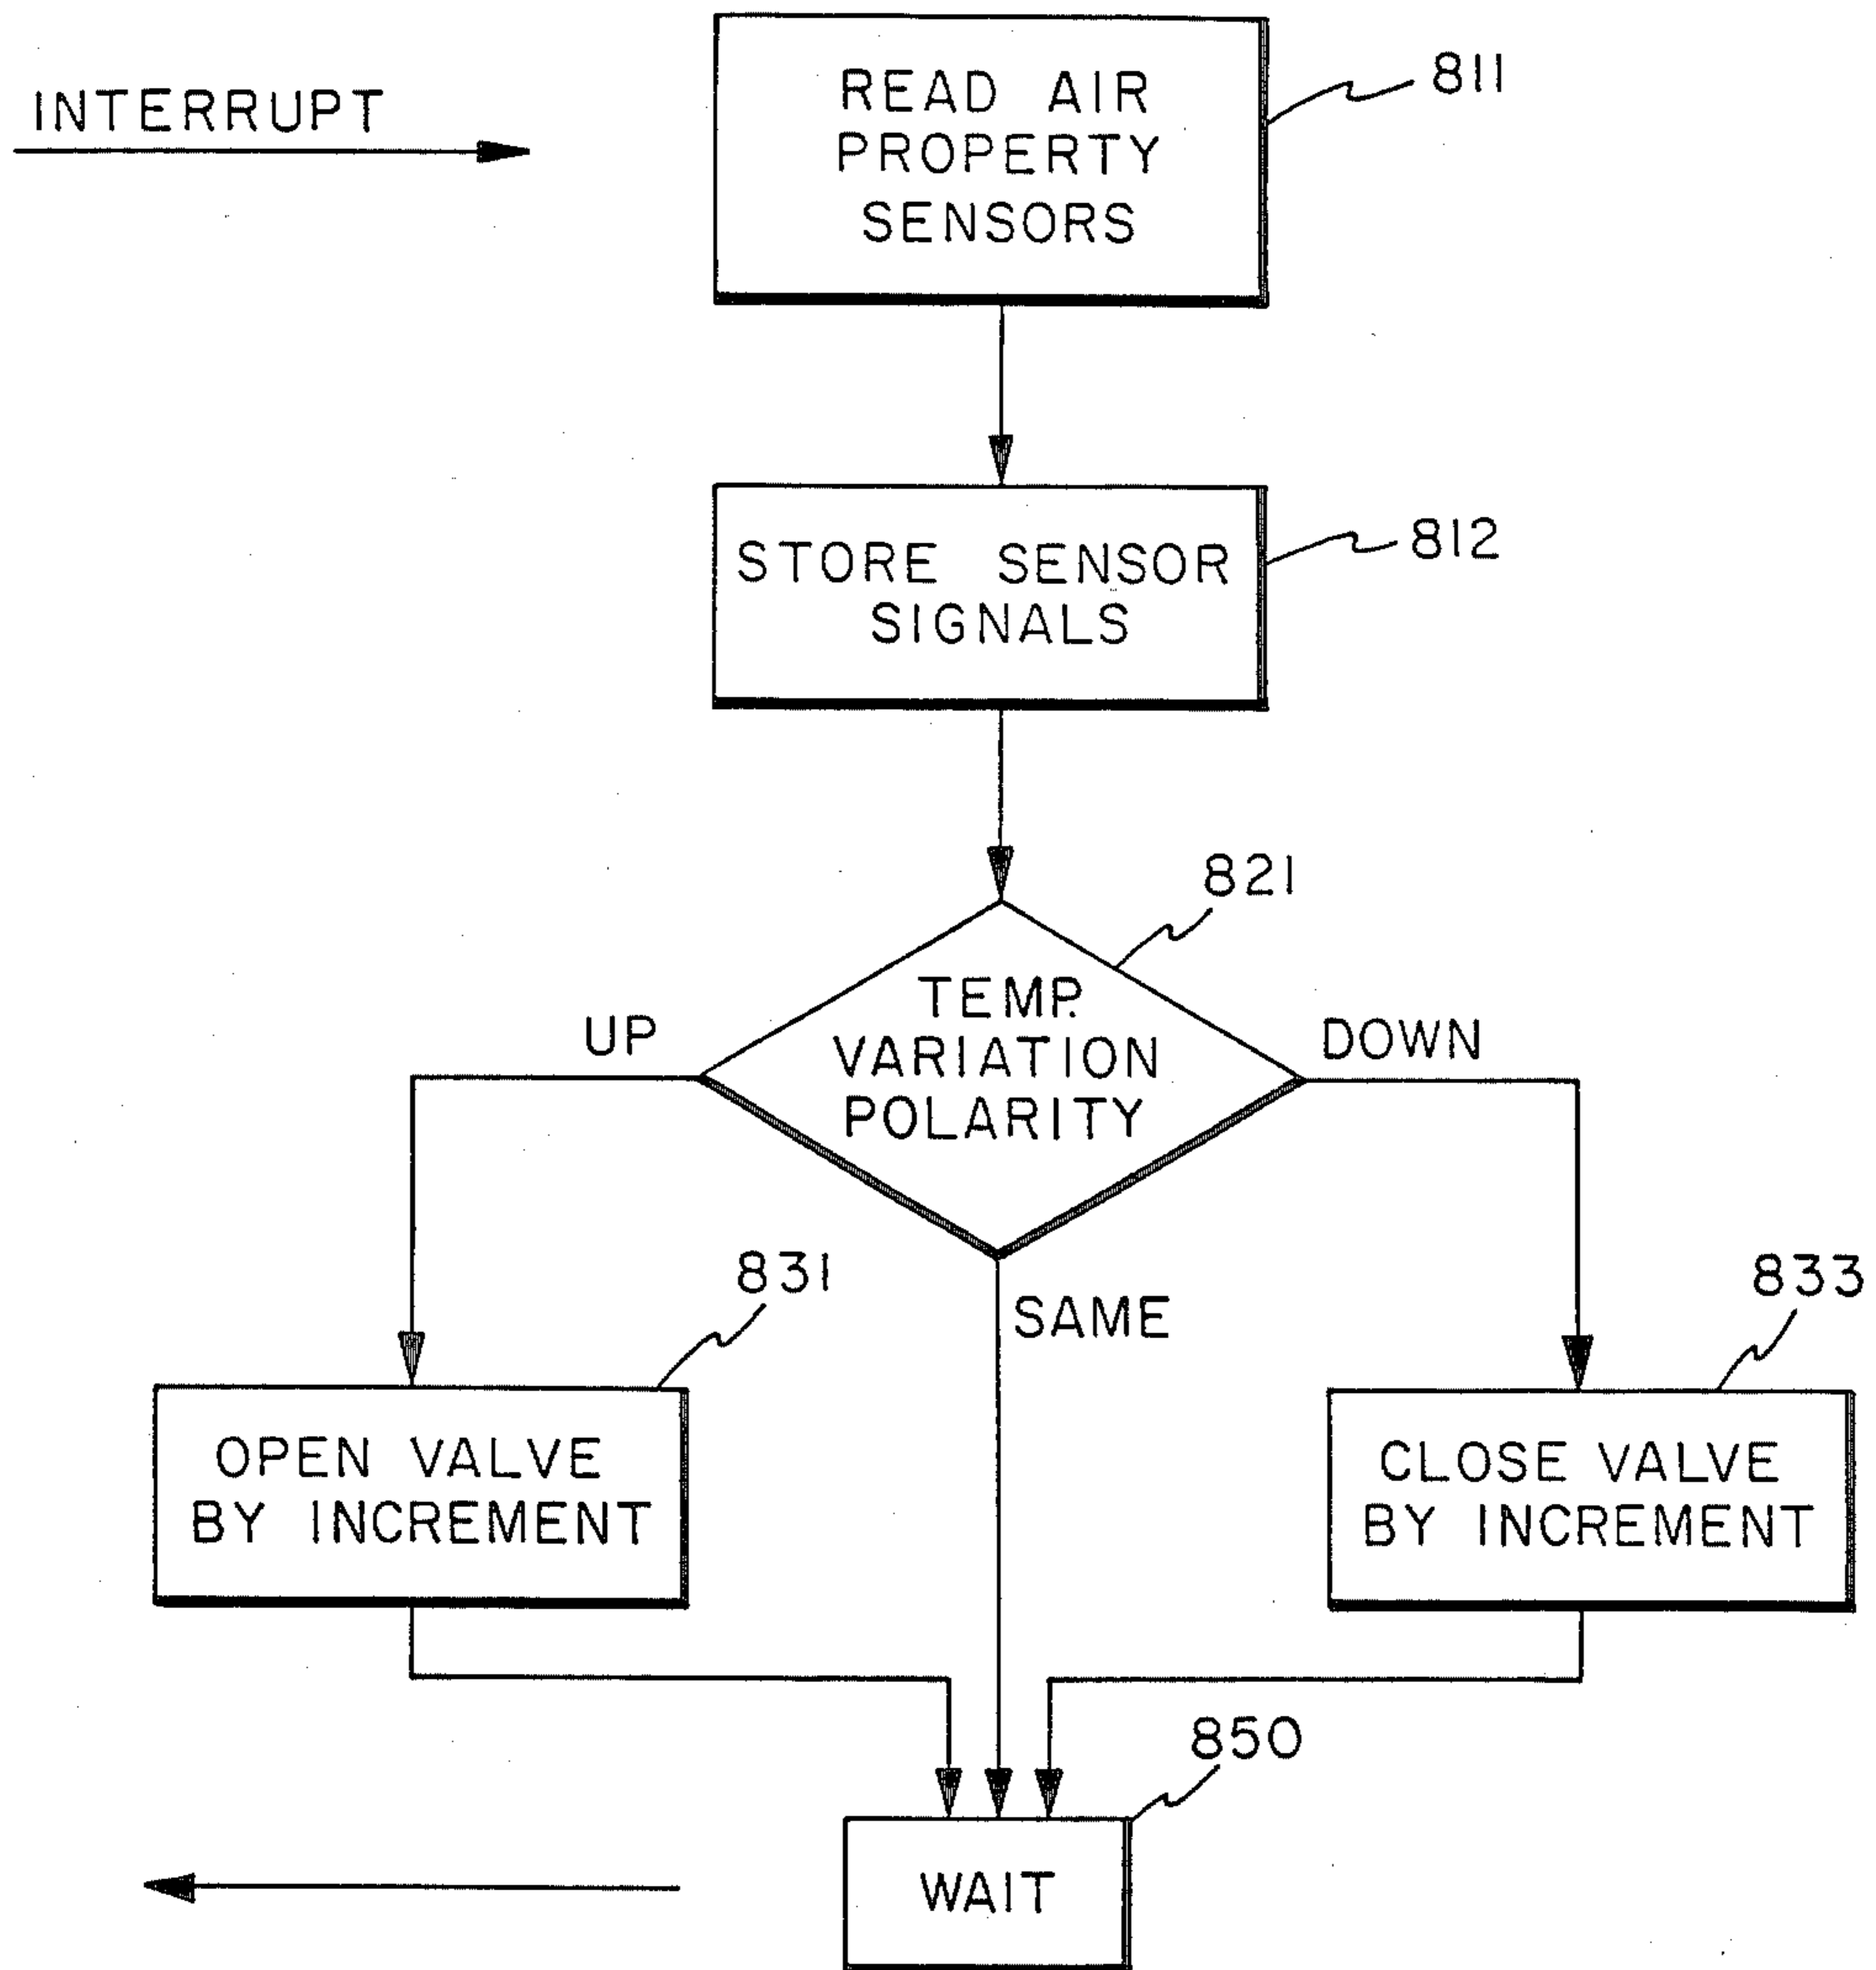 INTERRUPT
READ AIR
PROPERTY
SENSORS
811
STORE SENSOR
SIGNALS
812
821
TEMP.
VARIATION
POLARITY
UP
DOWN
SAME
831
833
OPEN VALVE
BY INCREMENT
CLOSE VALVE
BY INCREMENT
850
WAIT